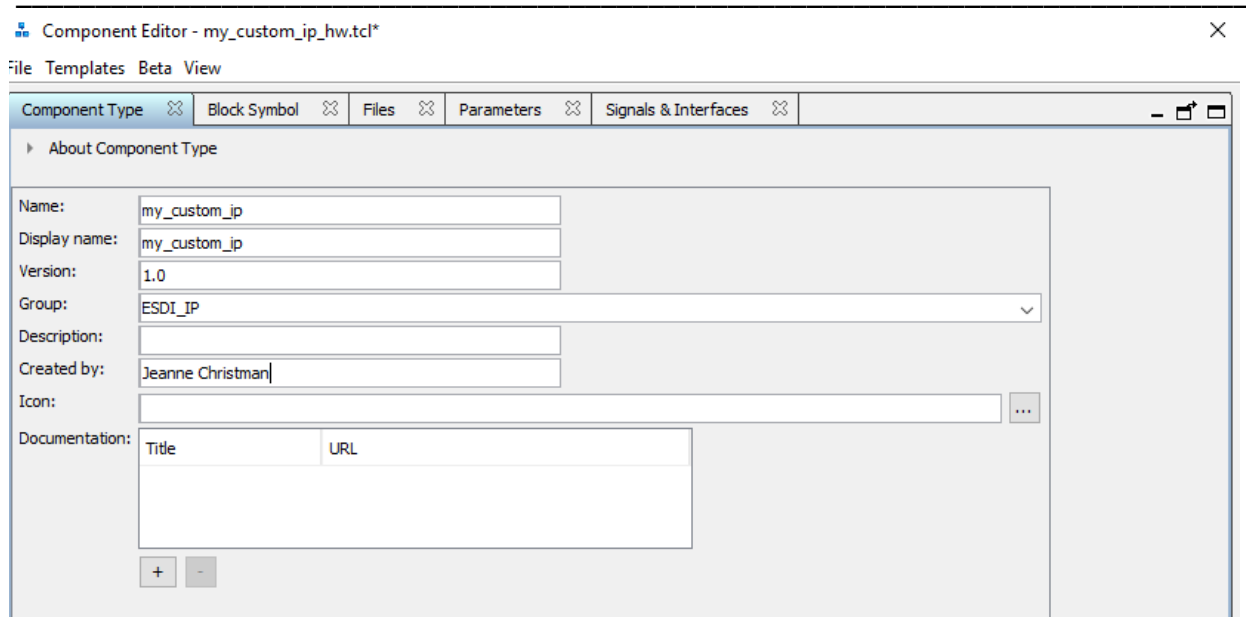 Component Editor - my_custom_ip_hw.tcl*
File Templates Beta View
Component Type Block Symbol Files Parameters Signals & Interfaces
About Component Type
Name: my_custom_ip
Display name: my_custom_ip
Version: 1.0
Group: ESDI_IP
Description:
Created by: Jeanne Christman
Icon: ...
Documentation: Title URL
+ -